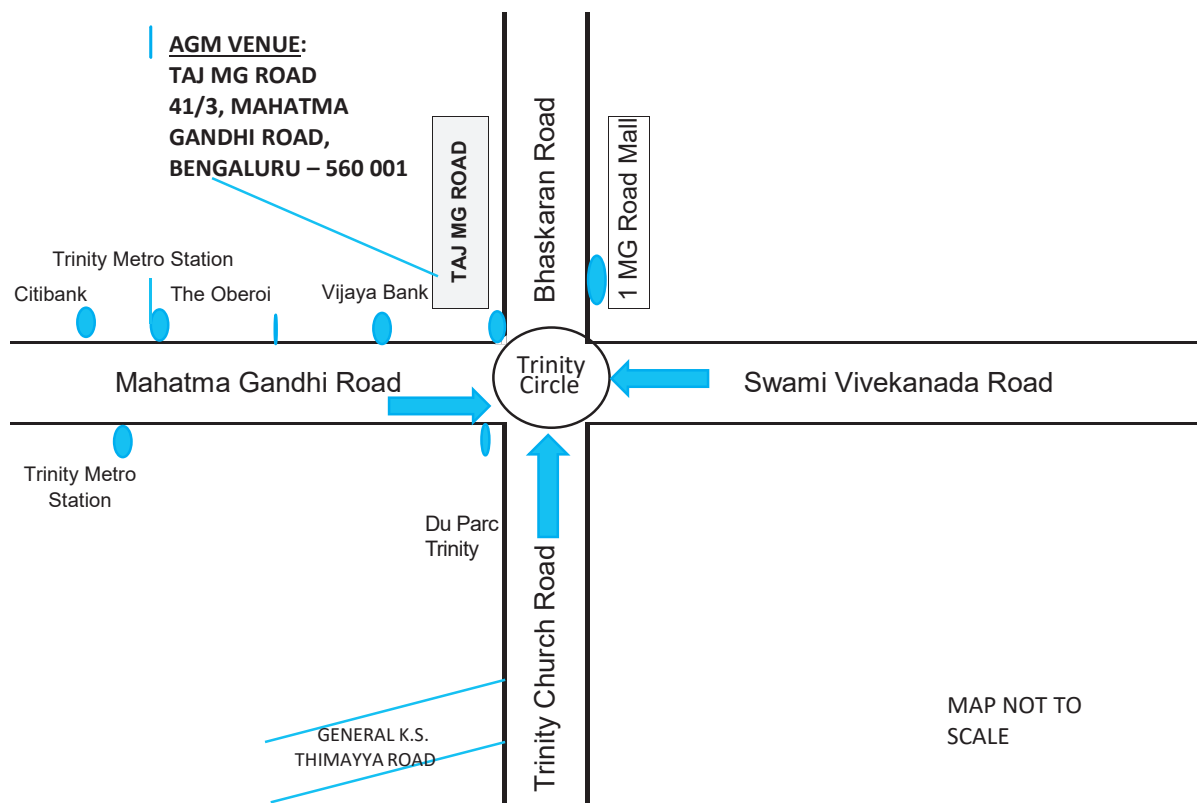 AGM VENUE:
TAJ MG ROAD
41/3, MAHATMA
GANDHI ROAD,
BENGALURU – 560 001
TAJ MG ROAD
Bhaskaran Road
1 MG Road Mall
Trinity Metro Station
Citibank
The Oberoi
Vijaya Bank
Mahatma Gandhi Road
Trinity
Circle
Swami Vivekanada Road
Trinity Metro
Station
Du Parc
Trinity
Trinity Church Road
GENERAL K.S.
THIMAYYA ROAD
MAP NOT TO
SCALE